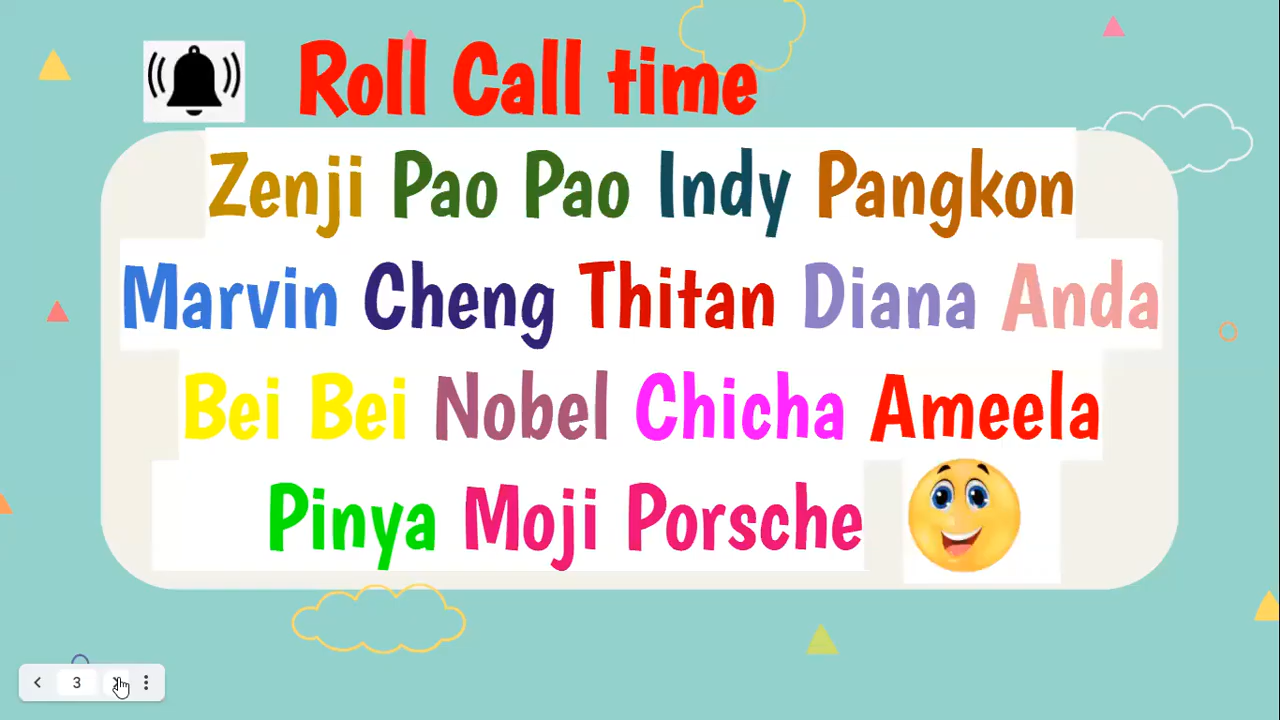 Roll Call time
Zenji Pao Pao Indy Pangkon
Marvin Cheng Thitan Diana Anda
Bei Bei Nobel Chicha Ameela
Pinya Moji Porsche
3